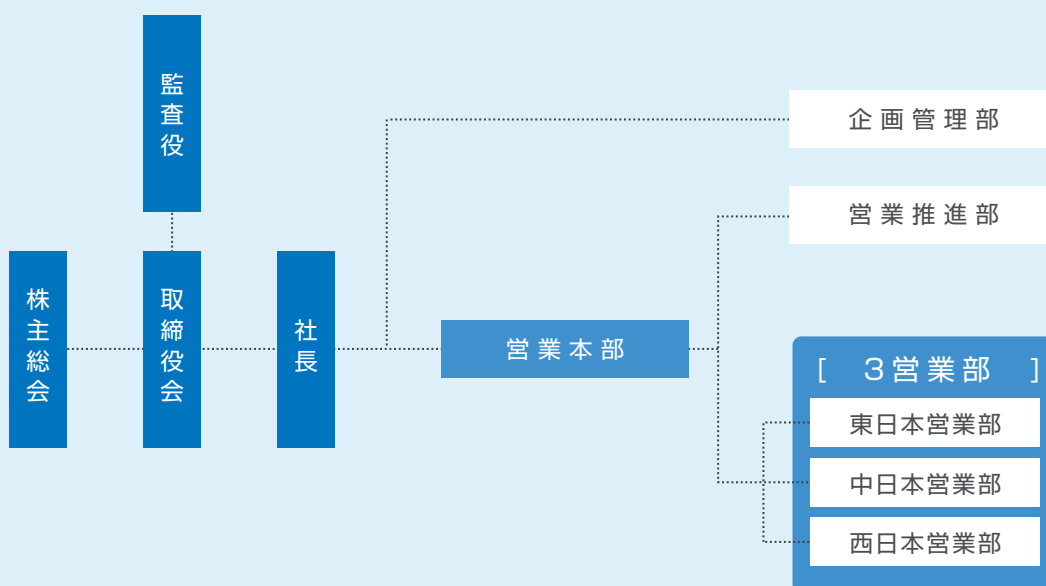 監査役
株主総会
取締役会
社長
営業本部
企画管理部
営業推進部
[ 3営業部 ]
東日本営業部
中日本営業部
西日本営業部